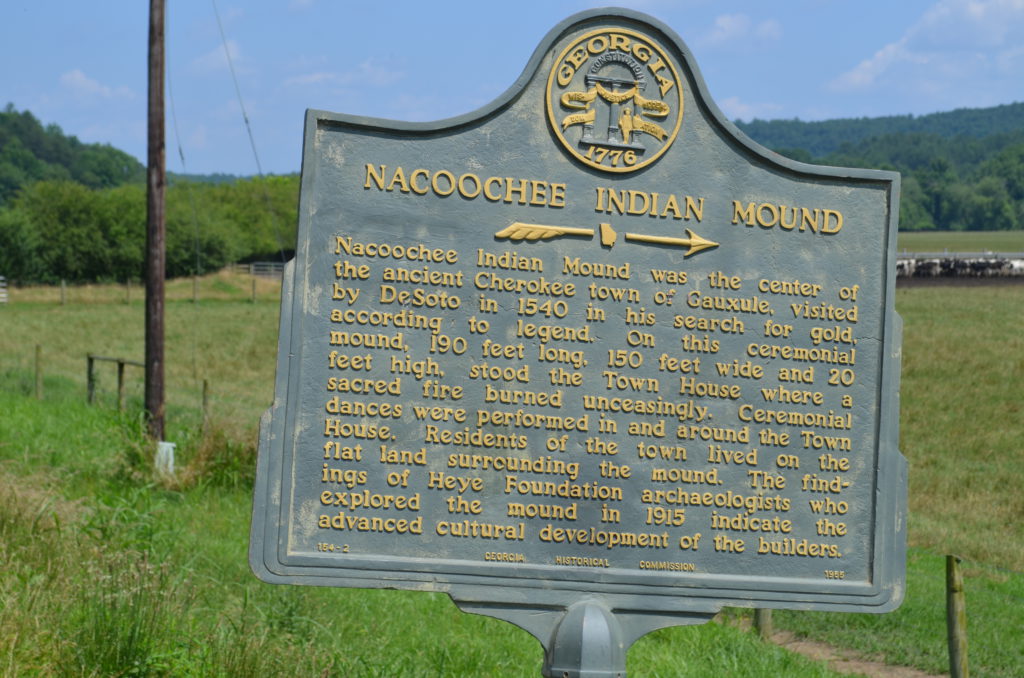 GEORGIA
CONSTITUTION
1776
NACOOCHEE INDIAN MOUND
Nacoochee Indian Mound was the center of
the ancient Cherokee town of Gauxule, visited
by DeSoto in 1540 in his search for gold,
according to legend. On this ceremonial
mound, 190 feet long, 150 feet wide and 20
feet high, stood the Town House where a
sacred fire burned unceasingly. Ceremonial
dances were performed in and around the Town
House. Residents of the town lived on the
flat land surrounding the mound. The find-
ings of Heye Foundation archaeologists who
explored the mound in 1915 indicate the
advanced cultural development of the builders.
154-2 GEORGIA HISTORICAL COMMISSION 1955